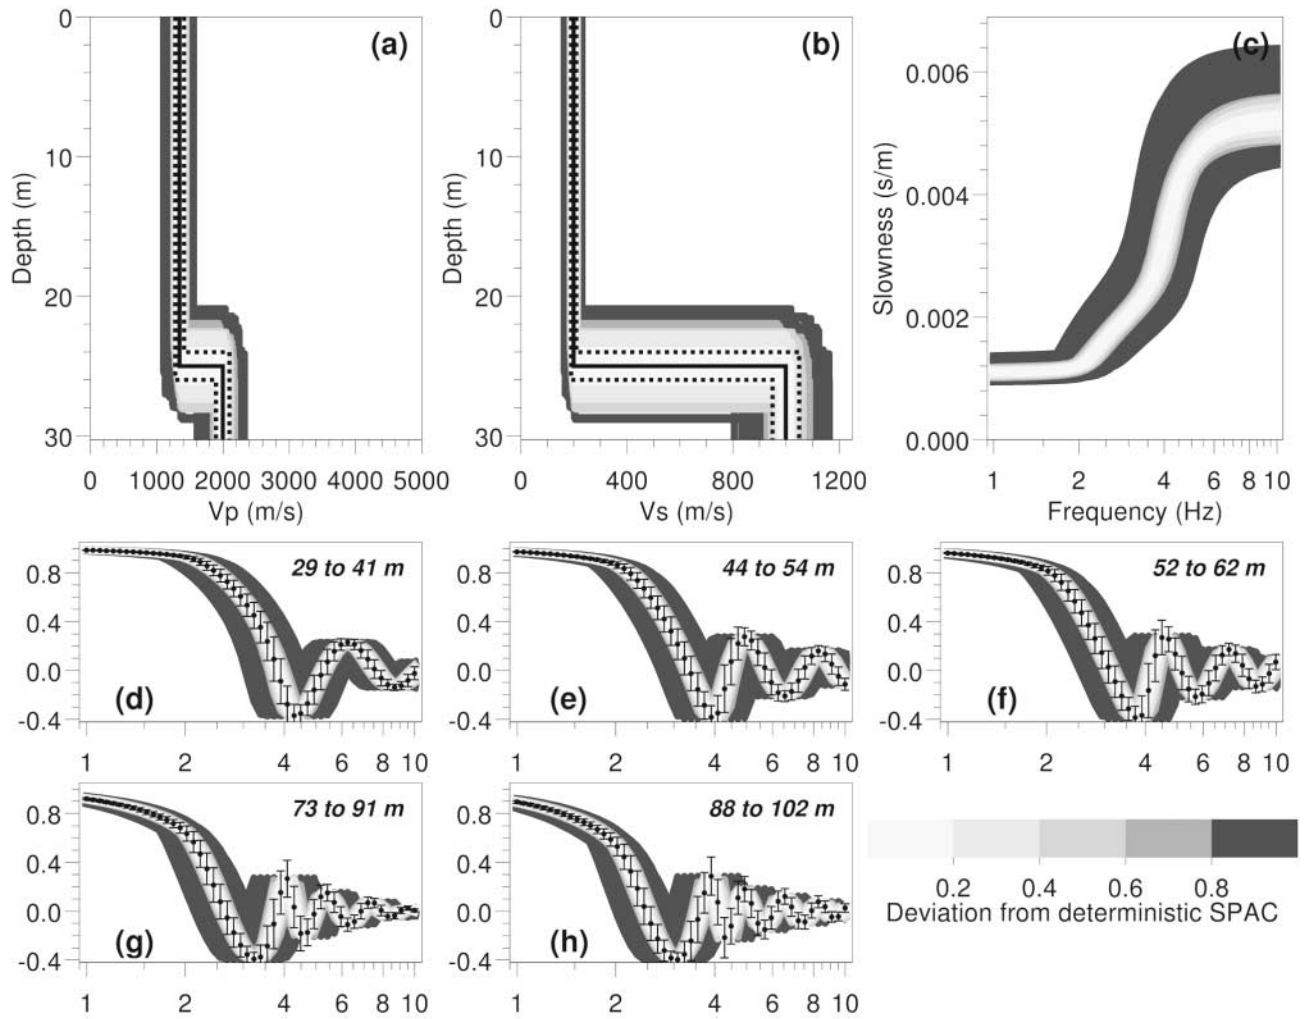 (a)
0
10
20
30
Depth (m)
0 1000 2000 3000 4000 5000
Vp (m/s)
(b)
0
10
20
30
Depth (m)
0 400 800 1200
Vs (m/s)
(c)
0.006
0.004
0.002
0.000
Slowness (s/m)
1 2 4 6 8 10
Frequency (Hz)
29 to 41 m
0.8
0.4
0.0
-0.4
(d)
1 2 4 6 8 10
44 to 54 m
0.8
0.4
0.0
-0.4
(e)
1 2 4 6 8 10
52 to 62 m
0.8
0.4
0.0
-0.4
(f)
1 2 4 6 8 10
73 to 91 m
0.8
0.4
0.0
-0.4
(g)
1 2 4 6 8 10
88 to 102 m
0.8
0.4
0.0
-0.4
(h)
1 2 4 6 8 10
0.2 0.4 0.6 0.8
Deviation from deterministic SPAC